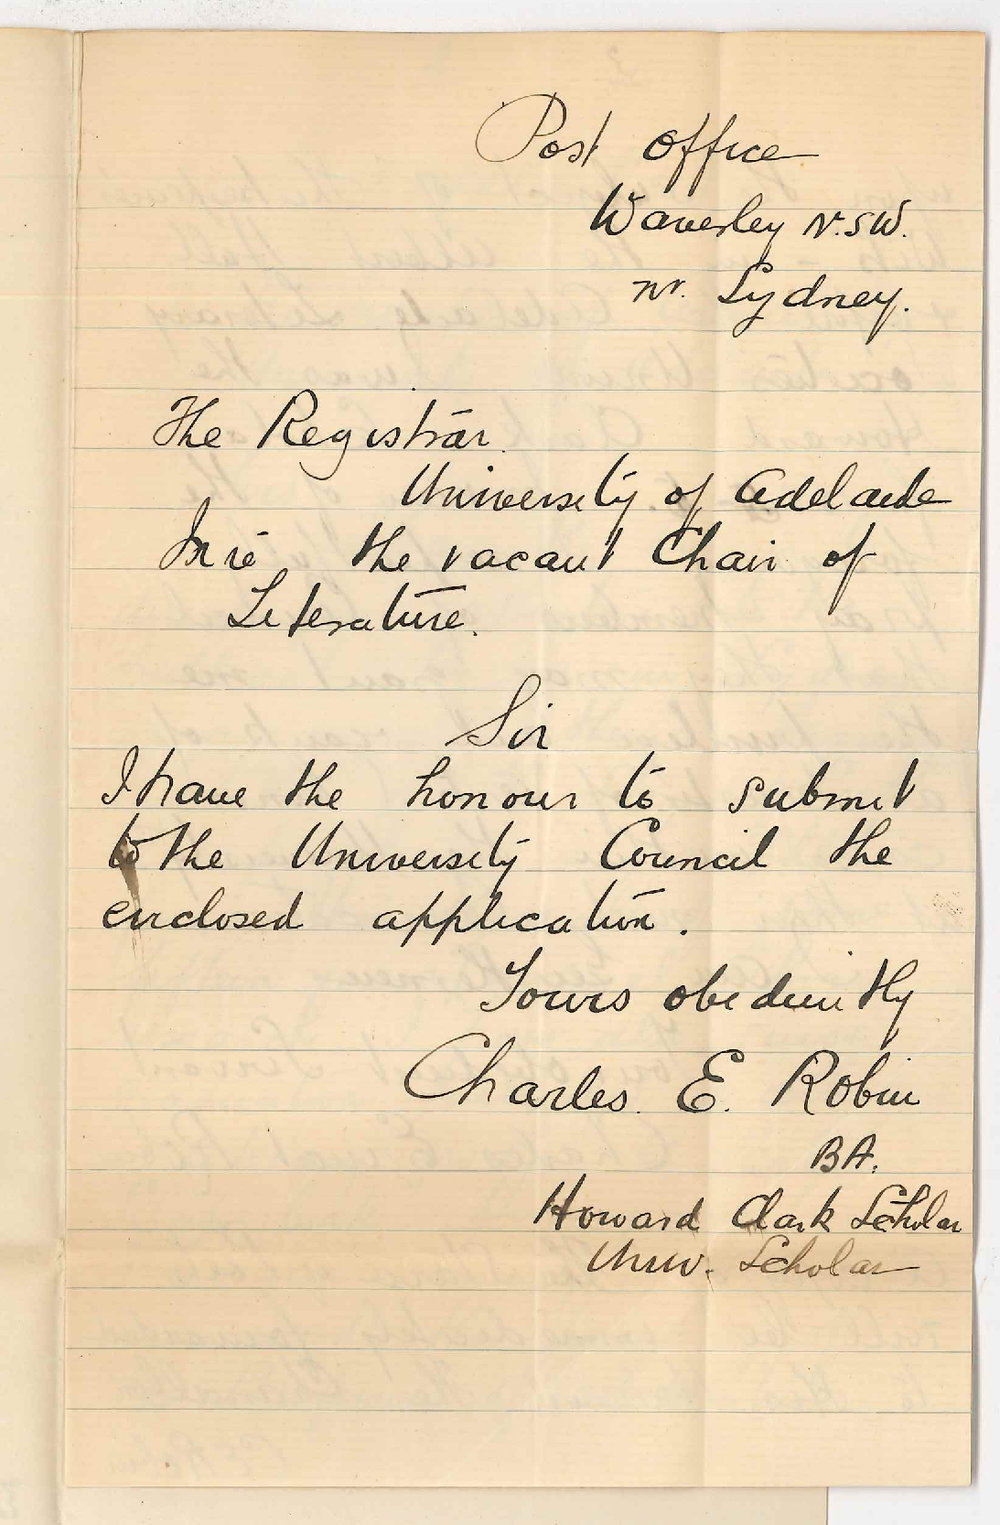 Post Office
Waverley N.S.W.
nr. Sydney.
The Registrar.
University of Adelaide
In re the vacant Chair of
Literature.
Sir
I have the honour to submit
to the University Council the
enclosed application.
Yours obediently
Charles E. Robin
BA.
Howard Clark Scholar
Univ. Scholar